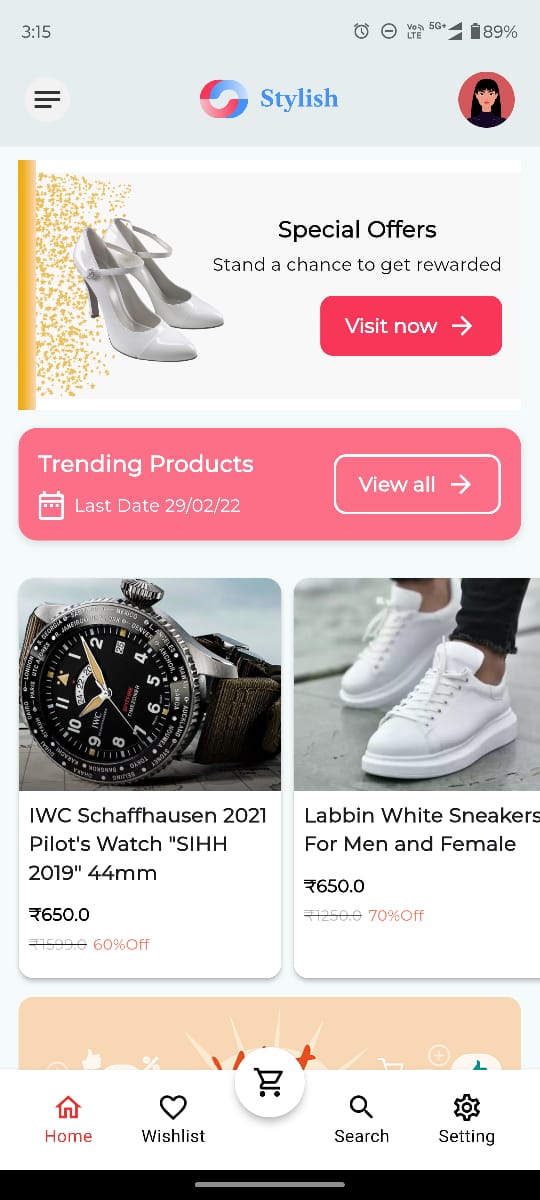 3:15
Vo LTE 5G+ 89%
Stylish
Special Offers
Stand a chance to get rewarded
Visit now
Trending Products
Last Date 29/02/22
View all
IWC Schaffhausen 2021
Pilot's Watch "SIHH
2019" 44mm
₹650.0
₹1599.0 60%Off
Labbin White Sneakers
For Men and Female
₹650.0
₹1250.0 70%Off
Home
Wishlist
Search
Setting